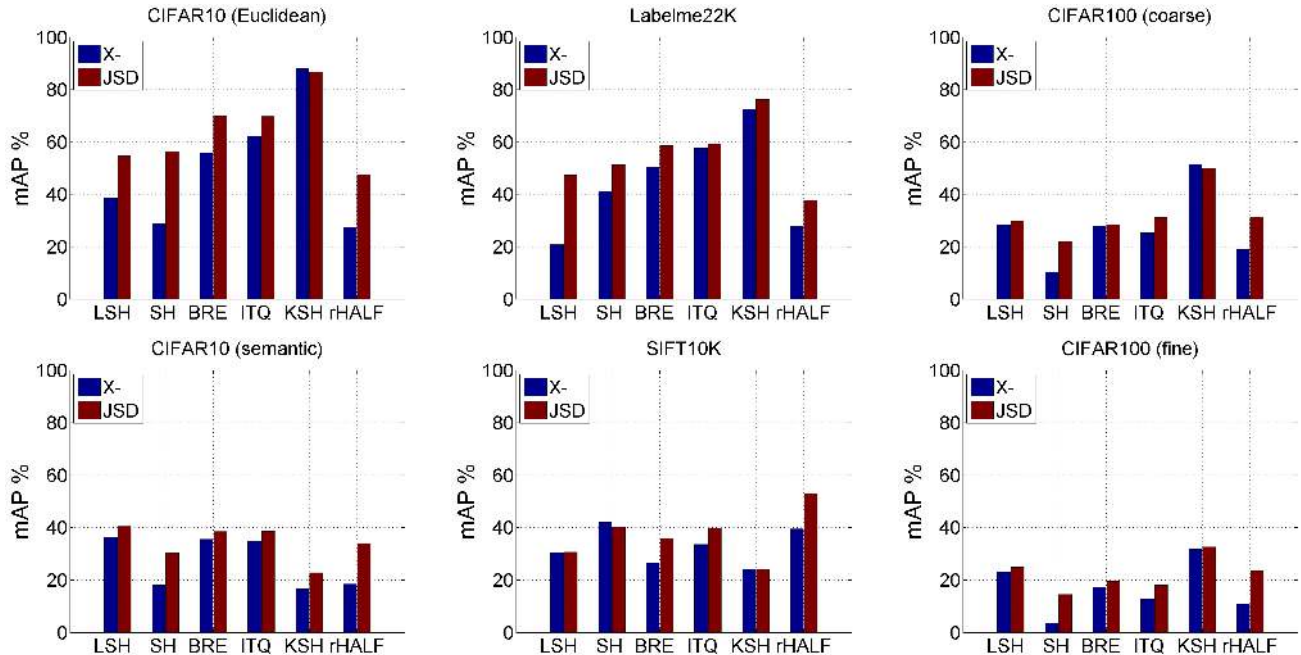 CIFAR10 (Euclidean)
mAP %
100
80
60
40
20
0
X-
JSD
LSH SH BRE ITQ KSH rHALF
Labelme22K
mAP %
100
80
60
40
20
0
X-
JSD
LSH SH BRE ITQ KSH rHALF
CIFAR100 (coarse)
mAP %
100
80
60
40
20
0
X-
JSD
LSH SH BRE ITQ KSH rHALF
CIFAR10 (semantic)
mAP %
100
80
60
40
20
0
X-
JSD
LSH SH BRE ITQ KSH rHALF
SIFT10K
mAP %
100
80
60
40
20
0
X-
JSD
LSH SH BRE ITQ KSH rHALF
CIFAR100 (fine)
mAP %
100
80
60
40
20
0
X-
JSD
LSH SH BRE ITQ KSH rHALF